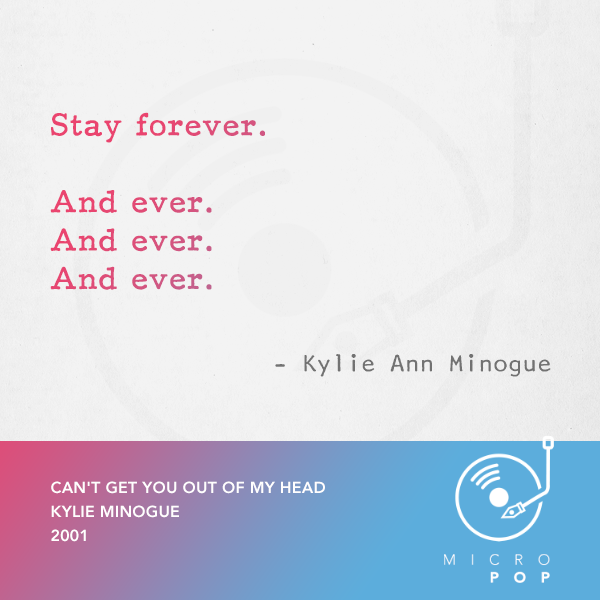 Stay forever.
And ever.
And ever.
And ever.
- Kylie Ann Minogue
CAN'T GET YOU OUT OF MY HEAD
KYLIE MINOGUE
2001
MICRO
POP